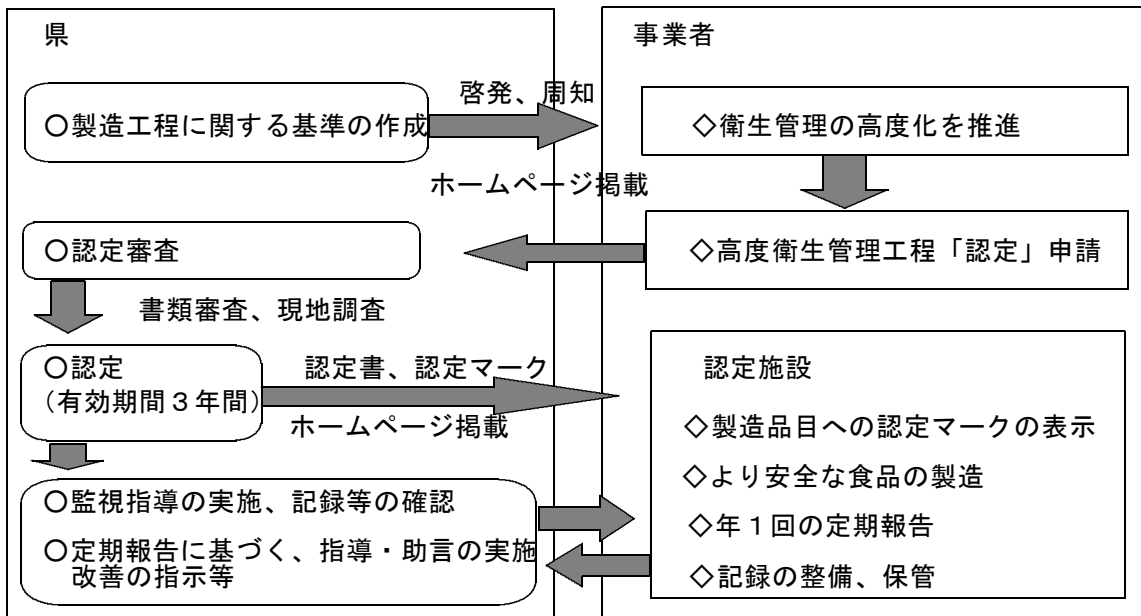 県
事業者
啓発、周知
〇製造工程に関する基準の作成
◇衛生管理の高度化を推進
ホームページ掲載
〇認定審査
◇高度衛生管理工程「認定」申請
書類審査、現地調査
〇認定
(有効期間３年間)
認定書、認定マーク
ホームページ掲載
認定施設
◇製造品目への認定マークの表示
◇より安全な食品の製造
◇年１回の定期報告
◇記録の整備、保管
〇監視指導の実施、記録等の確認
〇定期報告に基づく、指導・助言の実施
改善の指示等